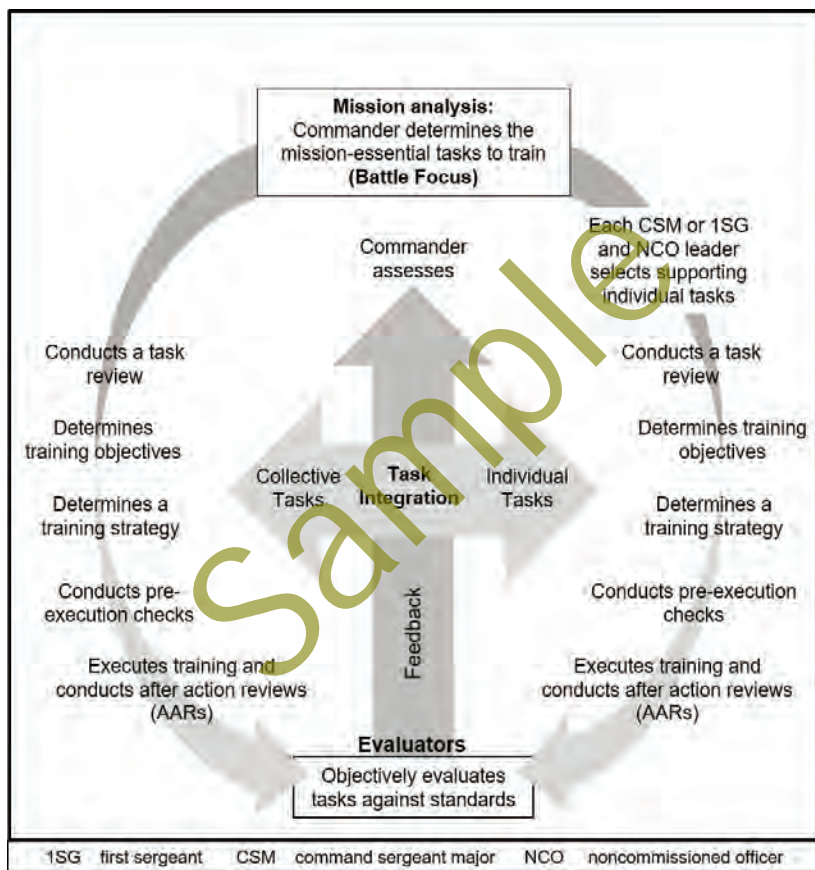 Mission analysis:
Commander determines the
mission-essential tasks to train
(Battle Focus)
Each CSM or 1SG
and NCO leader
selects supporting
individual tasks
Commander
assesses
Conducts a task
review
Determines
training objectives
Determines a
training strategy
Conducts pre-
execution checks
Executes training and
conducts after action reviews
(AARs)
Conducts a task
review
Determines training
objectives
Determines a
training strategy
Conducts pre-execution
checks
Executes training and
conducts after action reviews
(AARs)
Collective
Tasks
Task
Integration
Individual
Tasks
Feedback
Evaluators
Objectively evaluates
tasks against standards
Sample
1SG first sergeant CSM command sergeant major NCO noncommissioned officer